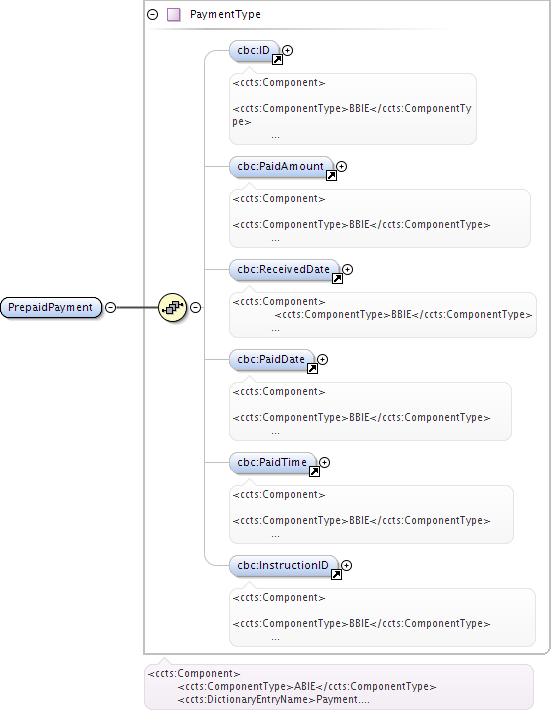 PaymentType
cbc:ID
<ccts:Component>
<ccts:ComponentType>BBIE</ccts:ComponentTy
pe>
...
cbc:PaidAmount
<ccts:Component>
<ccts:ComponentType>BBIE</ccts:ComponentType>
...
cbc:ReceivedDate
<ccts:Component>
<ccts:ComponentType>BBIE</ccts:ComponentType>
...
PrepaidPayment
cbc:PaidDate
<ccts:Component>
<ccts:ComponentType>BBIE</ccts:ComponentType>
...
cbc:PaidTime
<ccts:Component>
<ccts:ComponentType>BBIE</ccts:ComponentType>
...
cbc:InstructionID
<ccts:Component>
<ccts:ComponentType>BBIE</ccts:ComponentType>
...
<ccts:Component>
<ccts:ComponentType>ABIE</ccts:ComponentType>
<ccts:DictionaryEntryName>Payment....